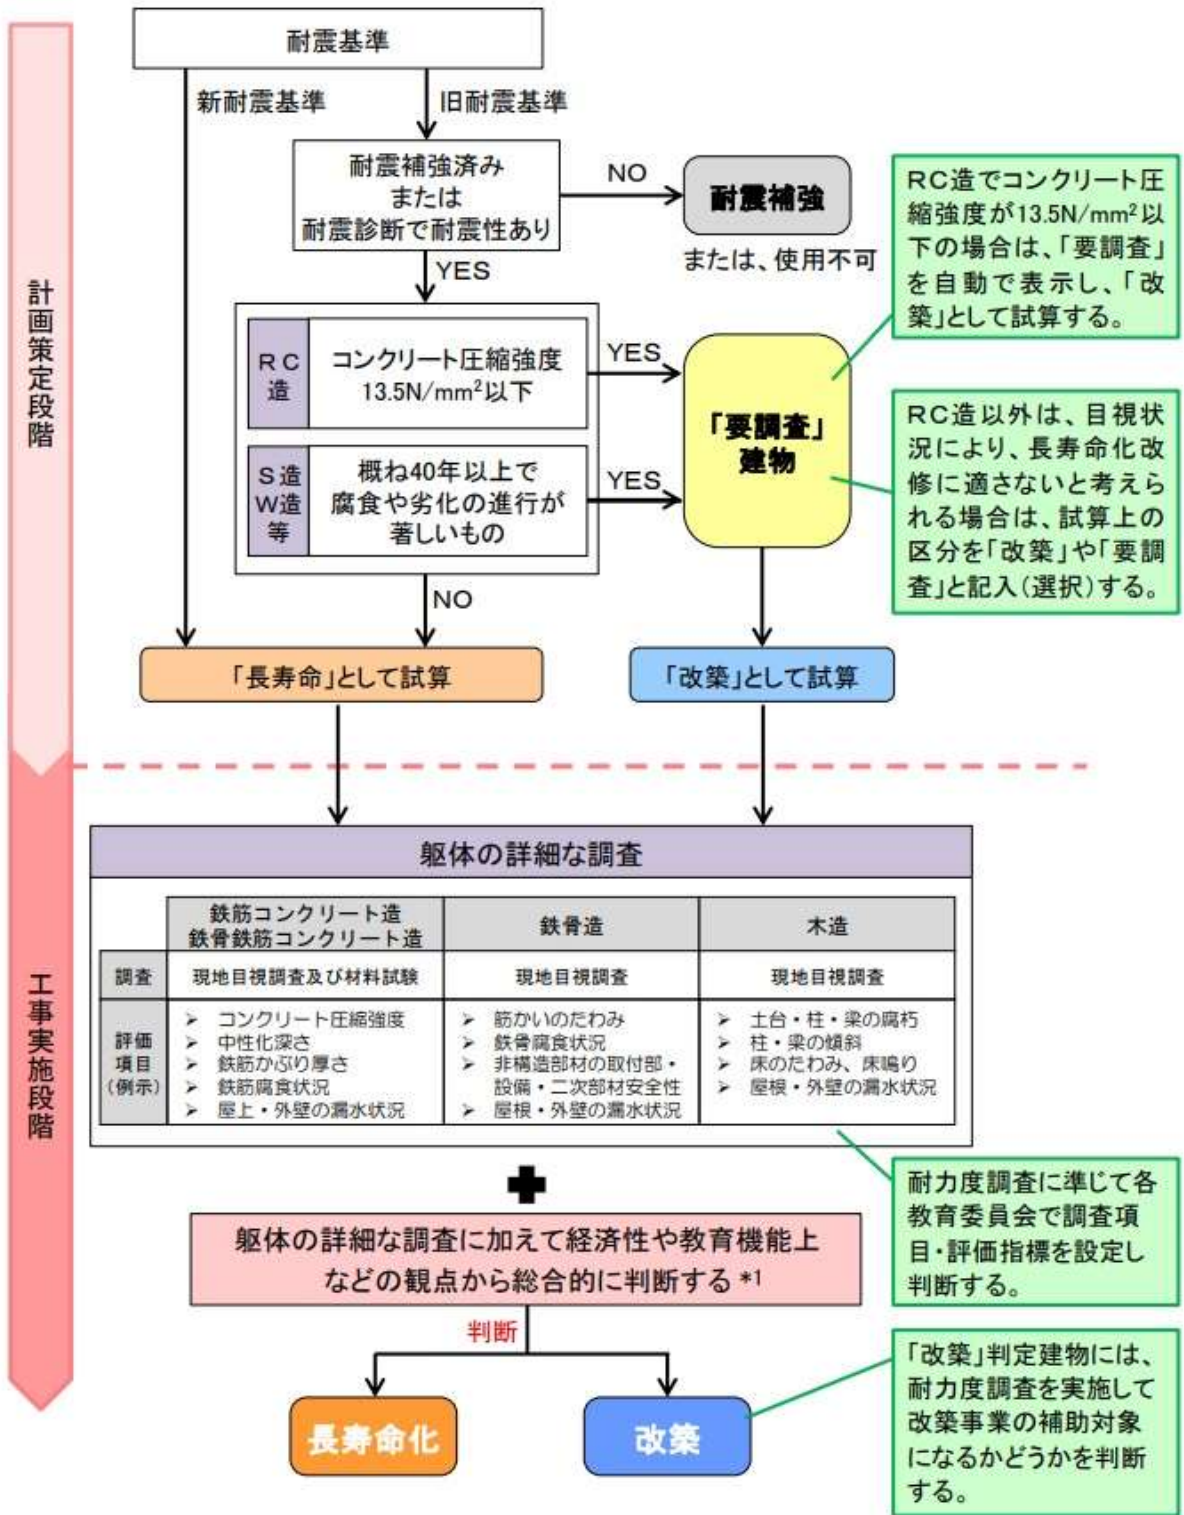 耐震基準
新耐震基準
旧耐震基準
耐震補強済み
または
耐震診断で耐震性あり
NO
耐震補強
または、使用不可
YES
RC造でコンクリート圧
縮強度が13.5N/mm²以
下の場合は、「要調査」
を自動で表示し、「改
築」として試算する。
計画策定段階
RC
造
コンクリート圧縮強度
13.5N/mm²以下
YES
「要調査」
建物
S造
W造
等
概ね40年以上で
腐食や劣化の進行が
著しいもの
YES
RC造以外は、目視状
況により、長寿命化改
修に適さないと考えら
れる場合は、試算上の
区分を「改築」や「要調
査」と記入(選択)する。
NO
「長寿命」として試算
「改築」として試算
工事実施段階
躯体の詳細な調査
鉄筋コンクリート造
鉄骨鉄筋コンクリート造
鉄骨造
木造
調査
現地目視調査及び材料試験
現地目視調査
現地目視調査
評価
項目
(例示)
➢ コンクリート圧縮強度
➢ 中性化深さ
➢ 鉄筋かぶり厚さ
➢ 鉄筋腐食状況
➢ 屋上・外壁の漏水状況
➢ 筋かいのたわみ
➢ 鉄骨腐食状況
➢ 非構造部材の取付部・
設備・二次部材安全性
➢ 屋根・外壁の漏水状況
➢ 土台・柱・梁の腐朽
➢ 柱・梁の傾斜
➢ 床のたわみ、床鳴り
➢ 屋根・外壁の漏水状況
耐力度調査に準じて各
教育委員会で調査項
目・評価指標を設定し
判断する。
躯体の詳細な調査に加えて経済性や教育機能上
などの観点から総合的に判断する *1
判断
長寿命化
改築
「改築」判定建物には、
耐力度調査を実施して
改築事業の補助対象
になるかどうかを判断
する。